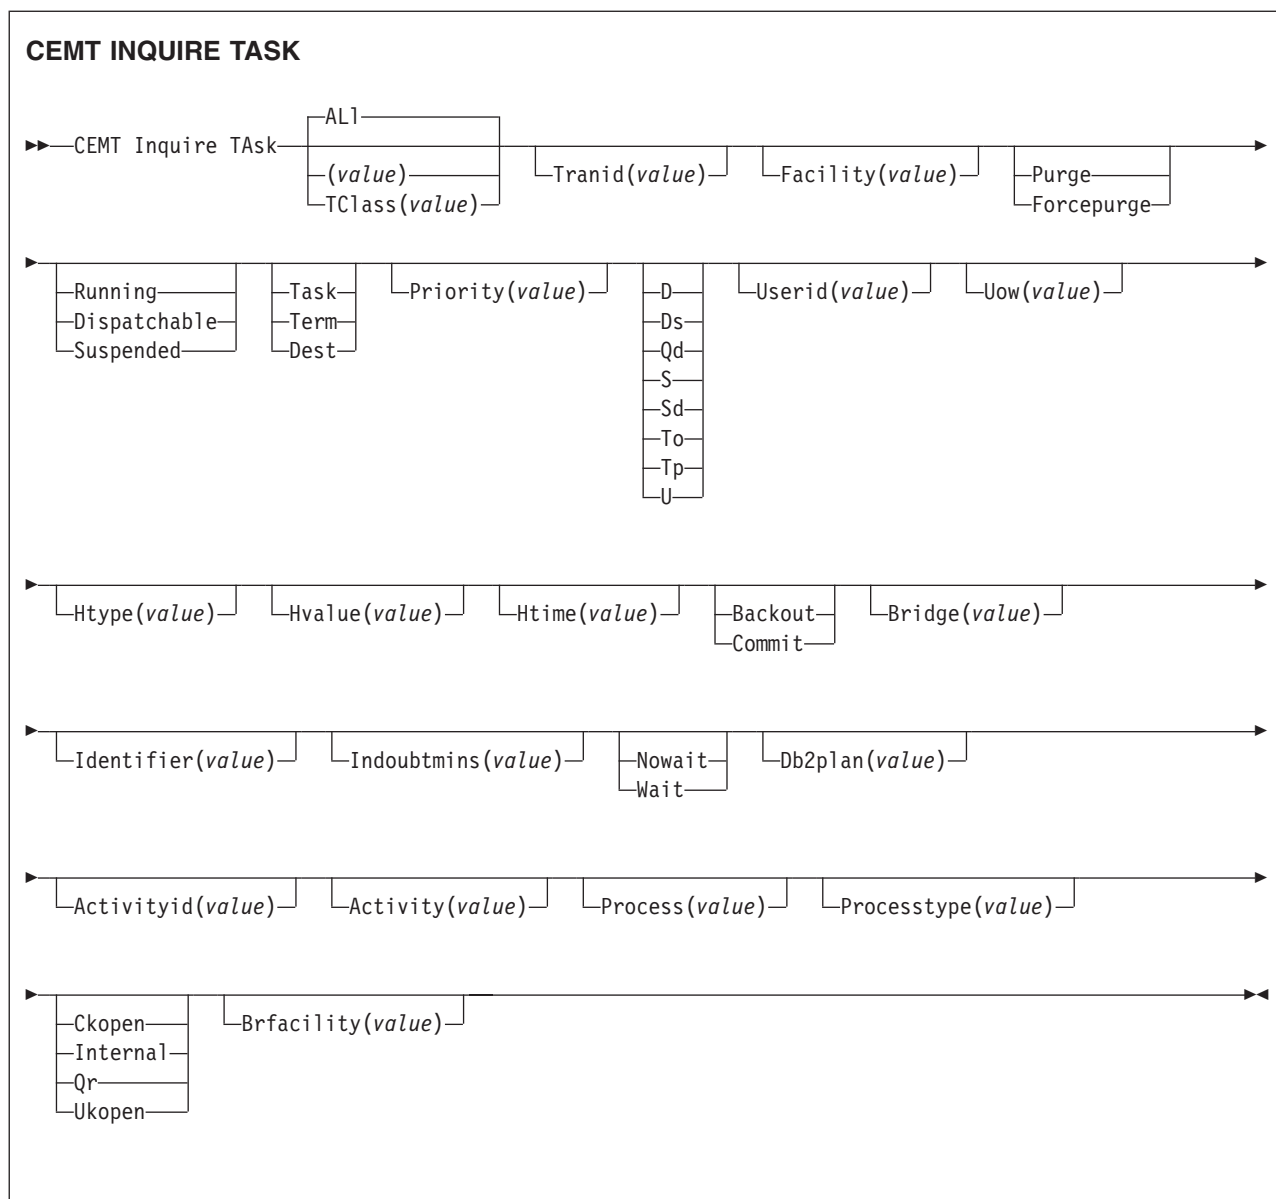 CEMT INQUIRE TASK
ALl
CEMT Inquire TAsk
(value)
TClass(value)
Tranid(value)
Facility(value)
Purge
Forcepurge
Running
Dispatchable
Suspended
Task
Term
Dest
Priority(value)
D
Ds
Qd
S
Sd
To
Tp
U
Userid(value)
Uow(value)
Htype(value)
Hvalue(value)
Htime(value)
Backout
Commit
Bridge(value)
Identifier(value)
Indoubtmins(value)
Nowait
Wait
Db2plan(value)
Activityid(value)
Activity(value)
Process(value)
Processtype(value)
Ckopen
Internal
Qr
Ukopen
Brfacility(value)